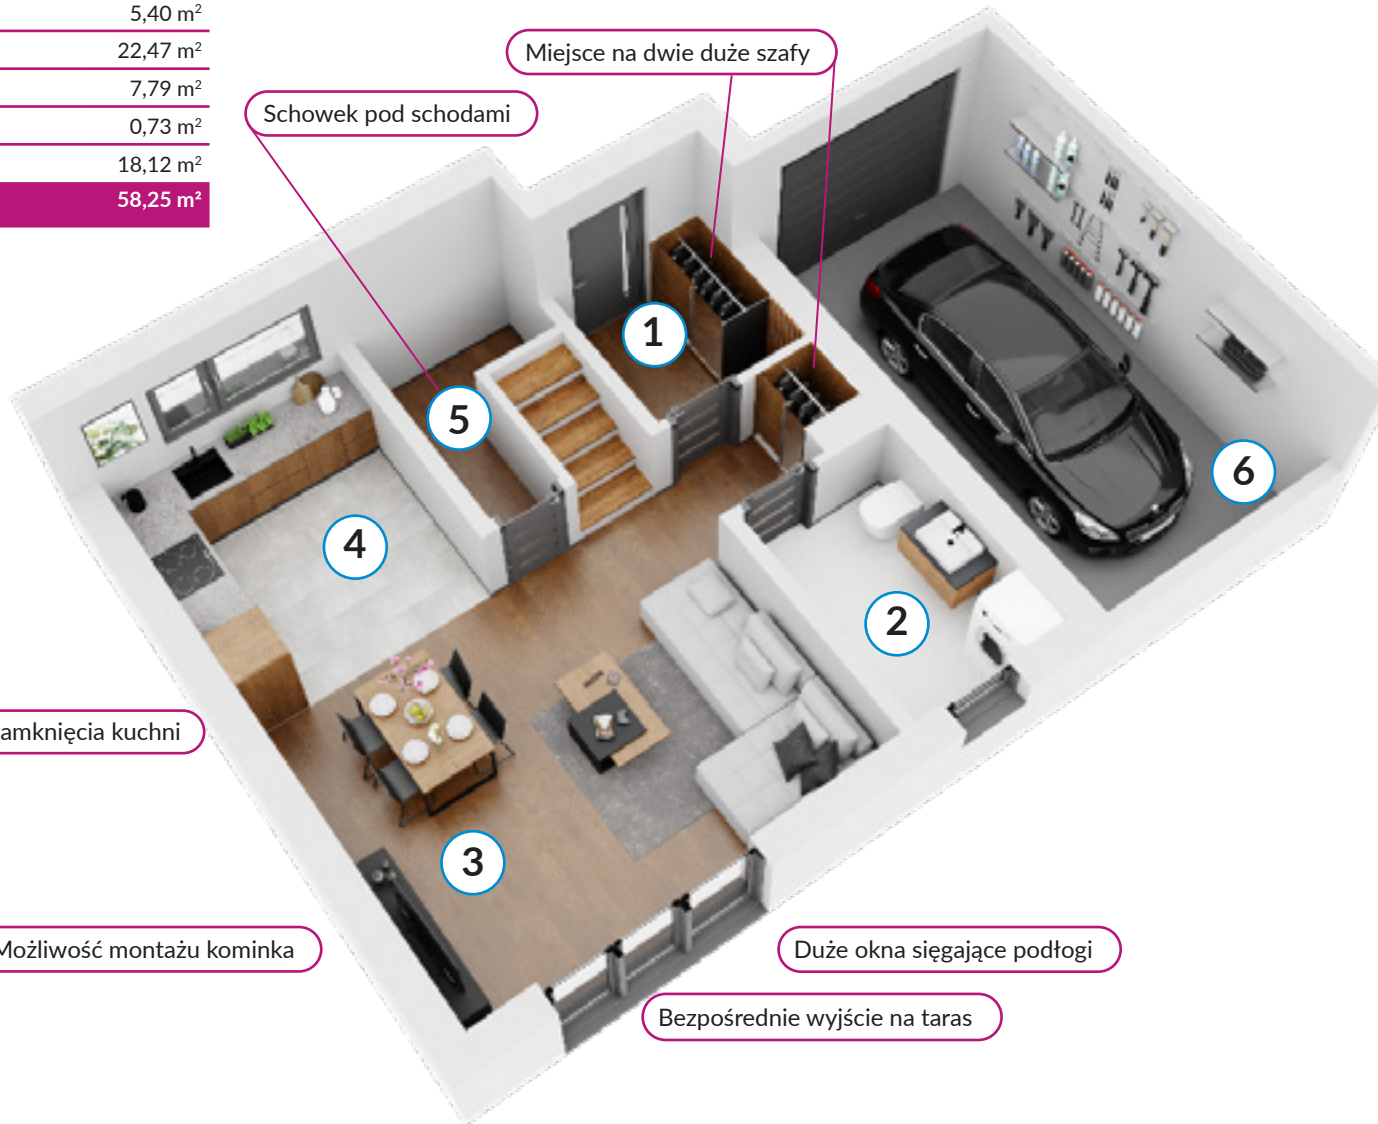 5,40 m²
22,47 m²
7,79 m²
0,73 m²
18,12 m²
58,25 m²
Miejsce na dwie duże szafy
Schowek pod schodami
1
5
6
4
2
kuchni
3
Możliwość montażu kominka
Duże okna sięgające podłogi
Bezpośrednie wyjście na taras